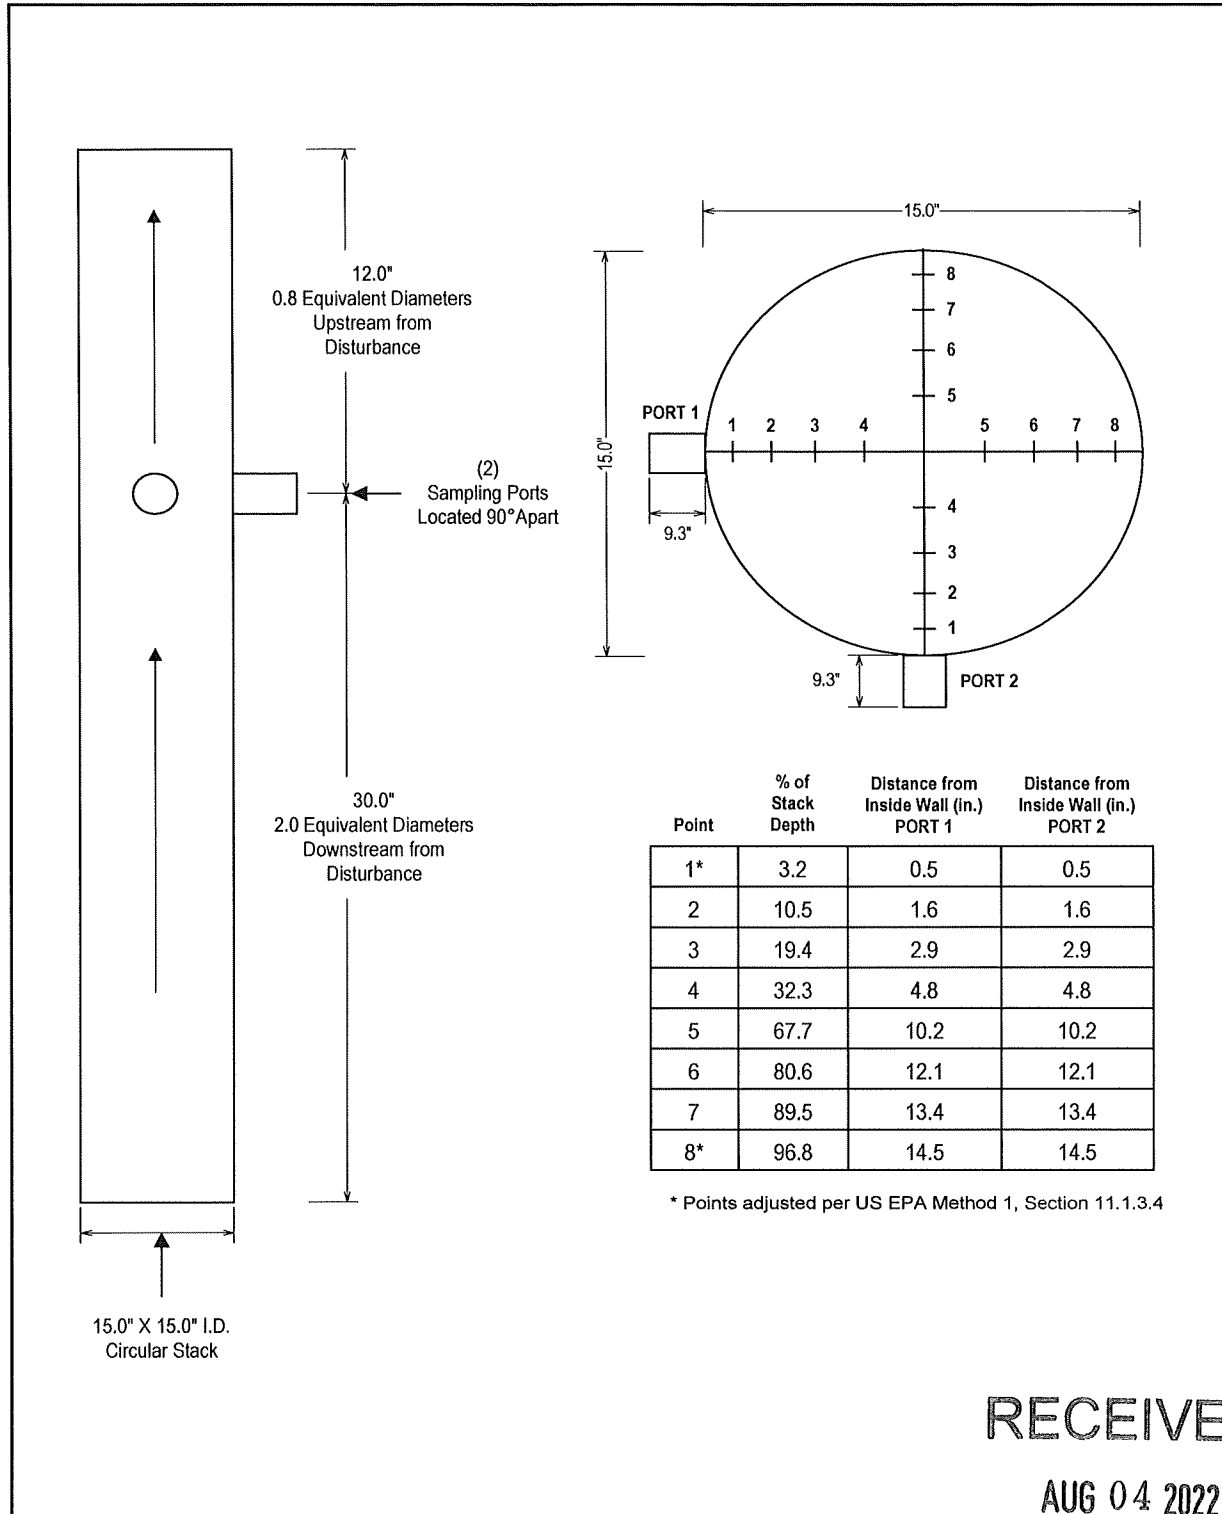 12.0"
0.8 Equivalent Diameters
Upstream from
Disturbance
(2)
Sampling Ports
Located 90°Apart
30.0"
2.0 Equivalent Diameters
Downstream from
Disturbance
15.0" X 15.0" I.D.
Circular Stack
15.0"
15.0"
8
7
6
5
PORT 1
1 2 3 4 5 6 7 8
4
3
2
1
9.3"
9.3"
PORT 2
Point % of Stack Depth Distance from Inside Wall (in.) PORT 1 Distance from Inside Wall (in.) PORT 2
1* 3.2 0.5 0.5
2 10.5 1.6 1.6
3 19.4 2.9 2.9
4 32.3 4.8 4.8
5 67.7 10.2 10.2
6 80.6 12.1 12.1
7 89.5 13.4 13.4
8* 96.8 14.5 14.5
* Points adjusted per US EPA Method 1, Section 11.1.3.4
RECEIVE
AUG 04 2022